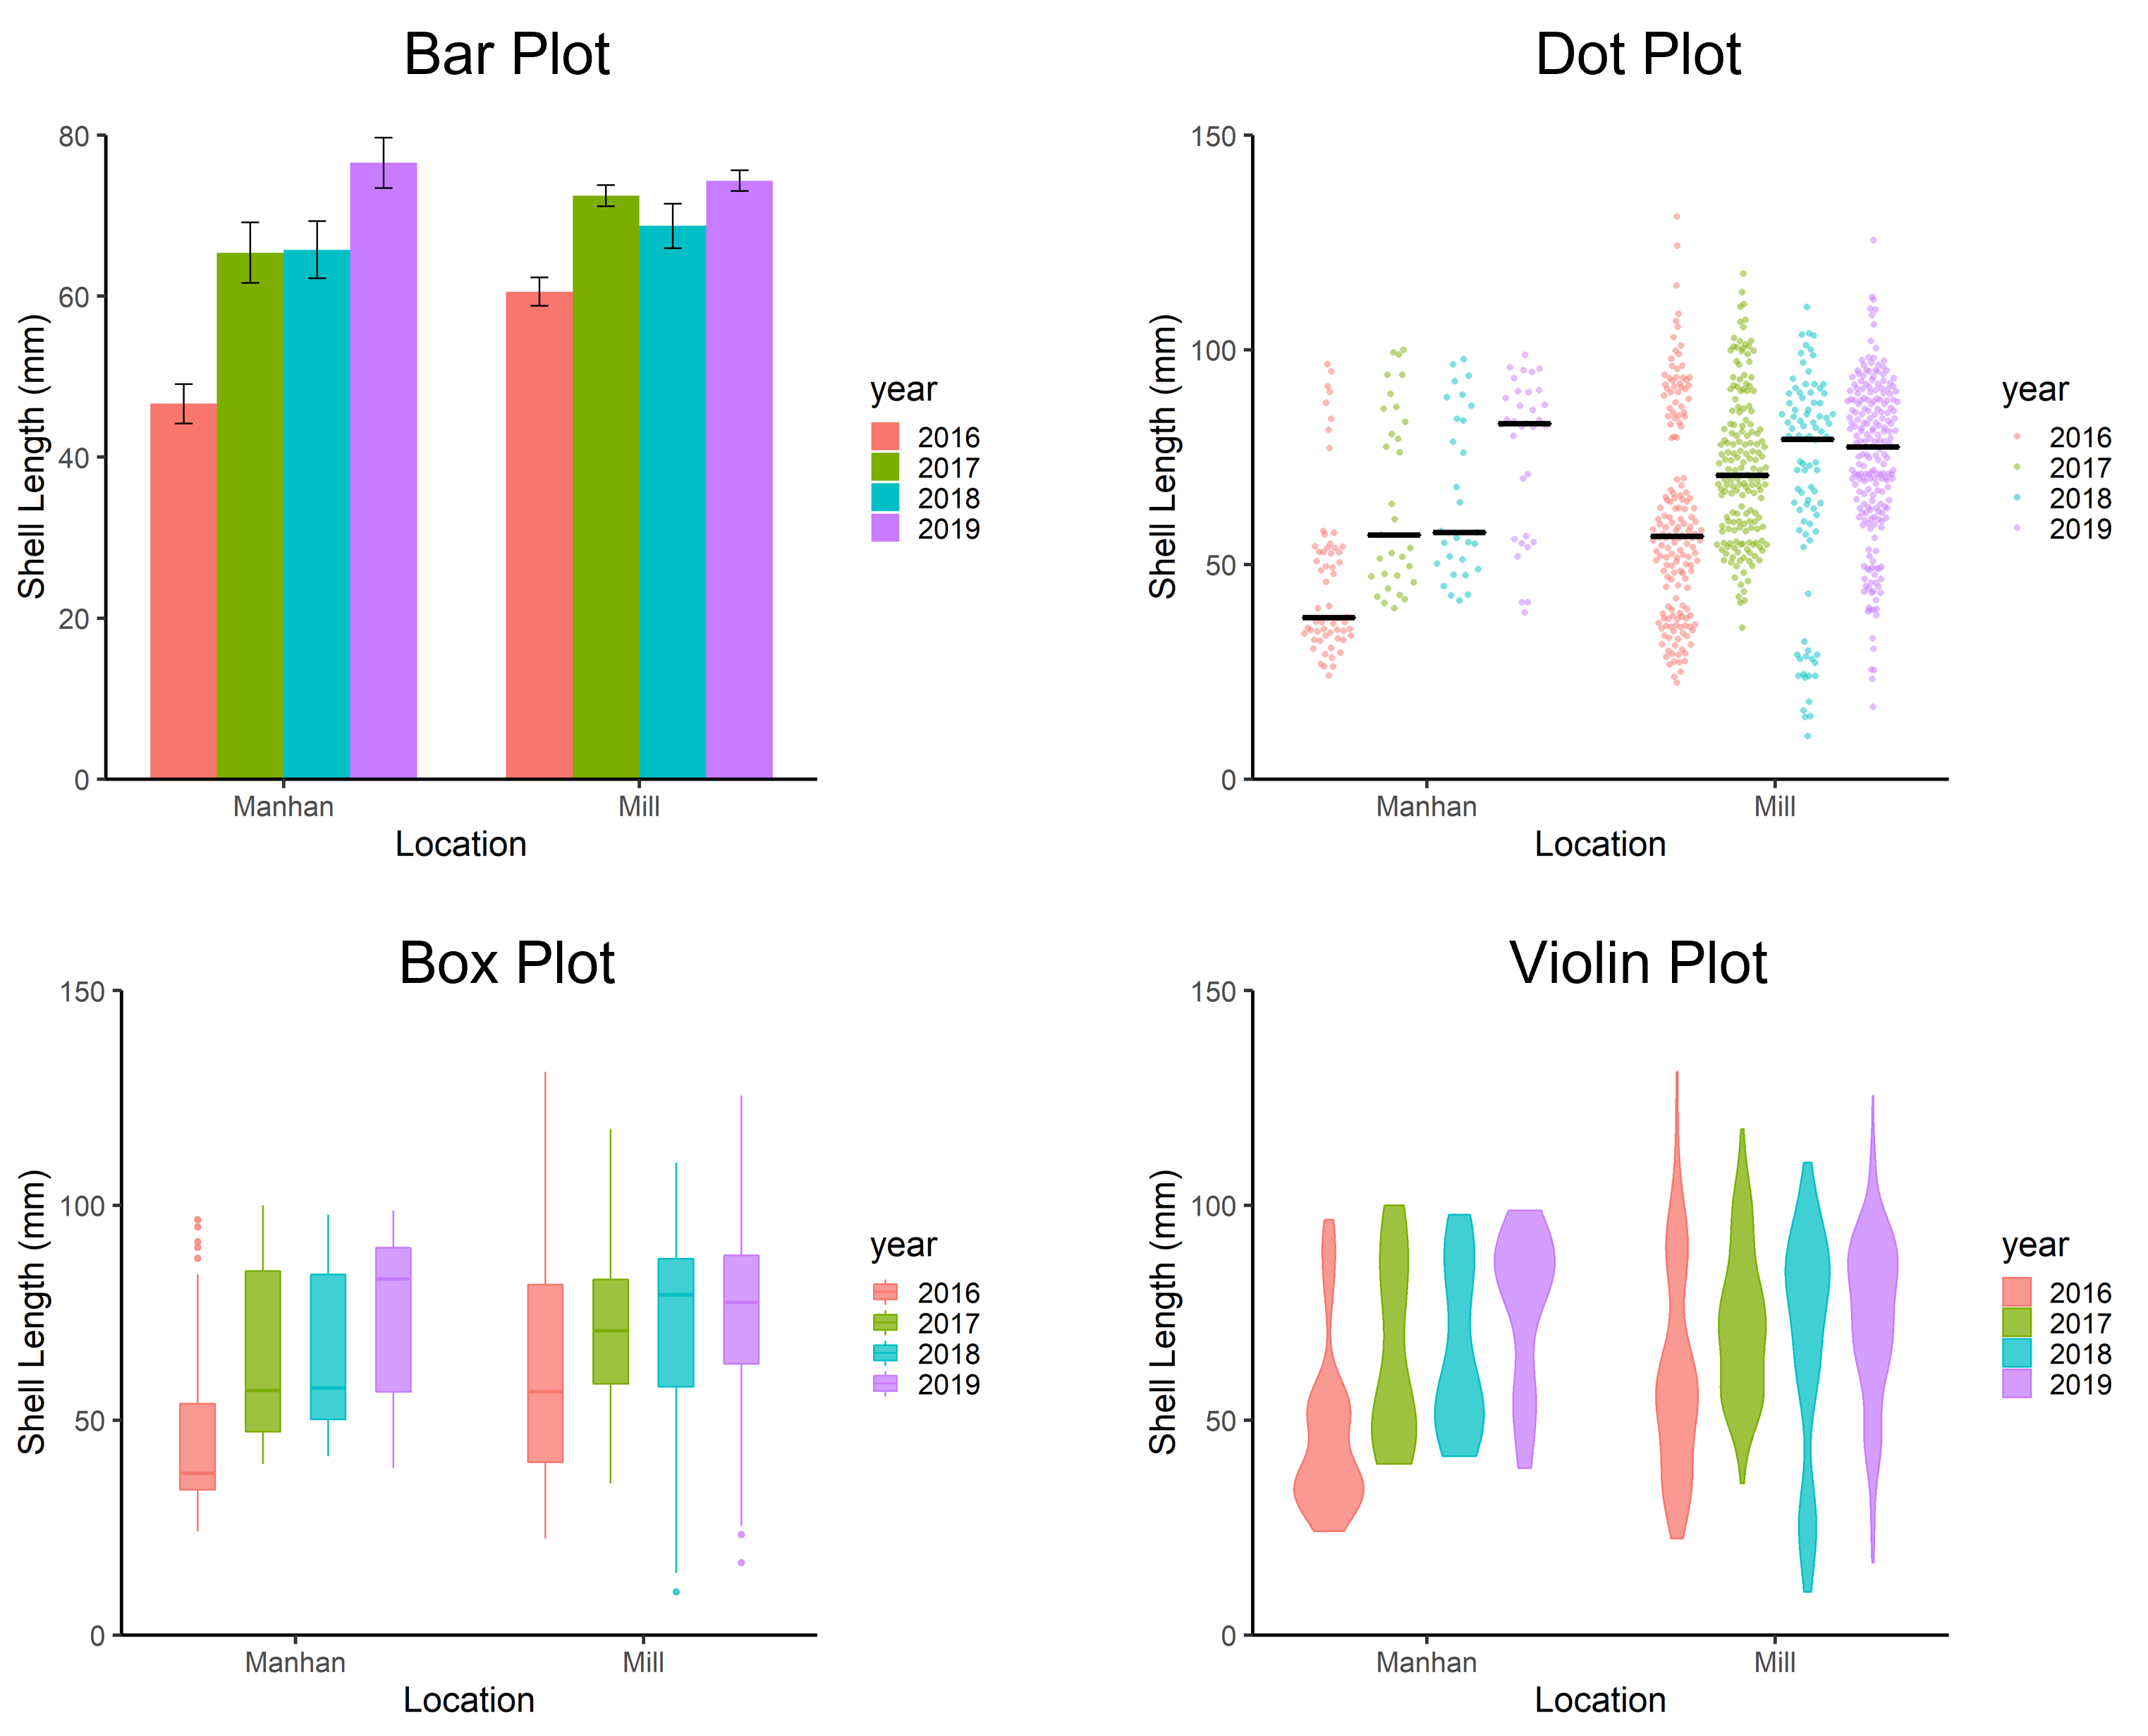 Bar Plot
80
60
40
20
0
Shell Length (mm)
Manhan
Mill
Location
year
2016
2017
2018
2019
Dot Plot
150
100
50
0
Shell Length (mm)
Manhan
Mill
Location
year
2016
2017
2018
2019
Box Plot
150
100
50
0
Shell Length (mm)
Manhan
Mill
Location
year
2016
2017
2018
2019
Violin Plot
150
100
50
0
Shell Length (mm)
Manhan
Mill
Location
year
2016
2017
2018
2019